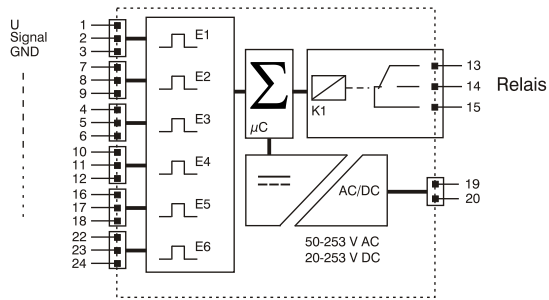 U
Signal
GND
1
2
3
7
8
9
4
5
6
10
11
12
16
17
18
22
23
24
E1
E2
E3
E4
E5
E6
Σ
µC
K1
13
14
15
Relais
AC/DC
19
20
50-253 V AC
20-253 V DC